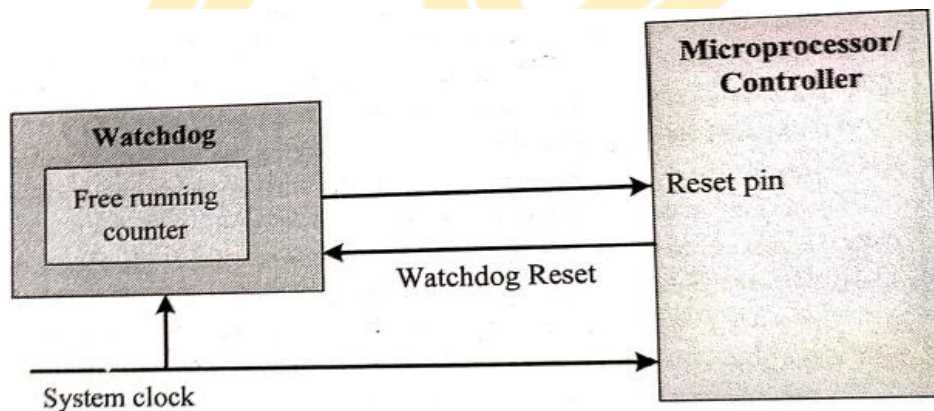 Microprocessor/
Controller
Watchdog
Free running
counter
Reset pin
Watchdog Reset
System clock